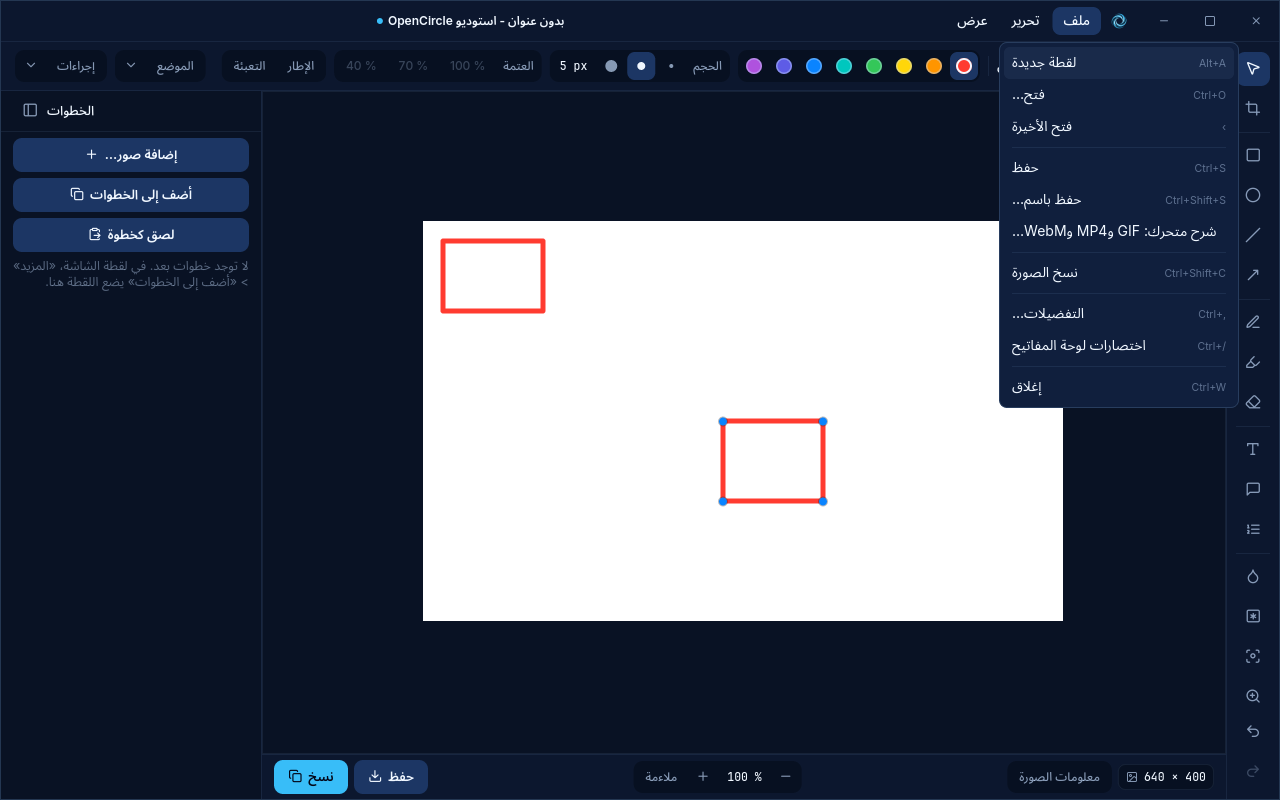 ملف
تحرير
عرض
بدون عنوان - استوديو OpenCircle
الحجم
5 px
العتمة
100 %
70 %
40 %
الإطار
التعبئة
الموضع
إجراءات
لقطة جديدة Alt+A
فتح... Ctrl+O
فتح الأخيرة
حفظ Ctrl+S
حفظ باسم... Ctrl+Shift+S
شرح متحرك: GIF وMP4 وWebM...
نسخ الصورة Ctrl+Shift+C
التفضيلات... Ctrl+,
اختصارات لوحة المفاتيح Ctrl+/
إغلاق Ctrl+W
الخطوات
إضافة صور...
أضف إلى الخطوات
لصق كخطوة
لا توجد خطوات بعد. في لقطة الشاشة، «المزيد»
> «أضف إلى الخطوات» يضع اللقطة هنا.
640 × 400
معلومات الصورة
100 %
ملاءمة
حفظ
نسخ